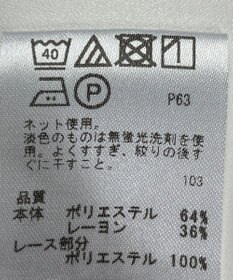 40
P P63
ネット使用。
淡色のものは無蛍光洗剤を使
用。よくすすぎ、絞りの後す
ぐに干すこと。
103
品質
本体 ポリエステル 64%
レーヨン 36%
レース部分
ポリエステル 100%